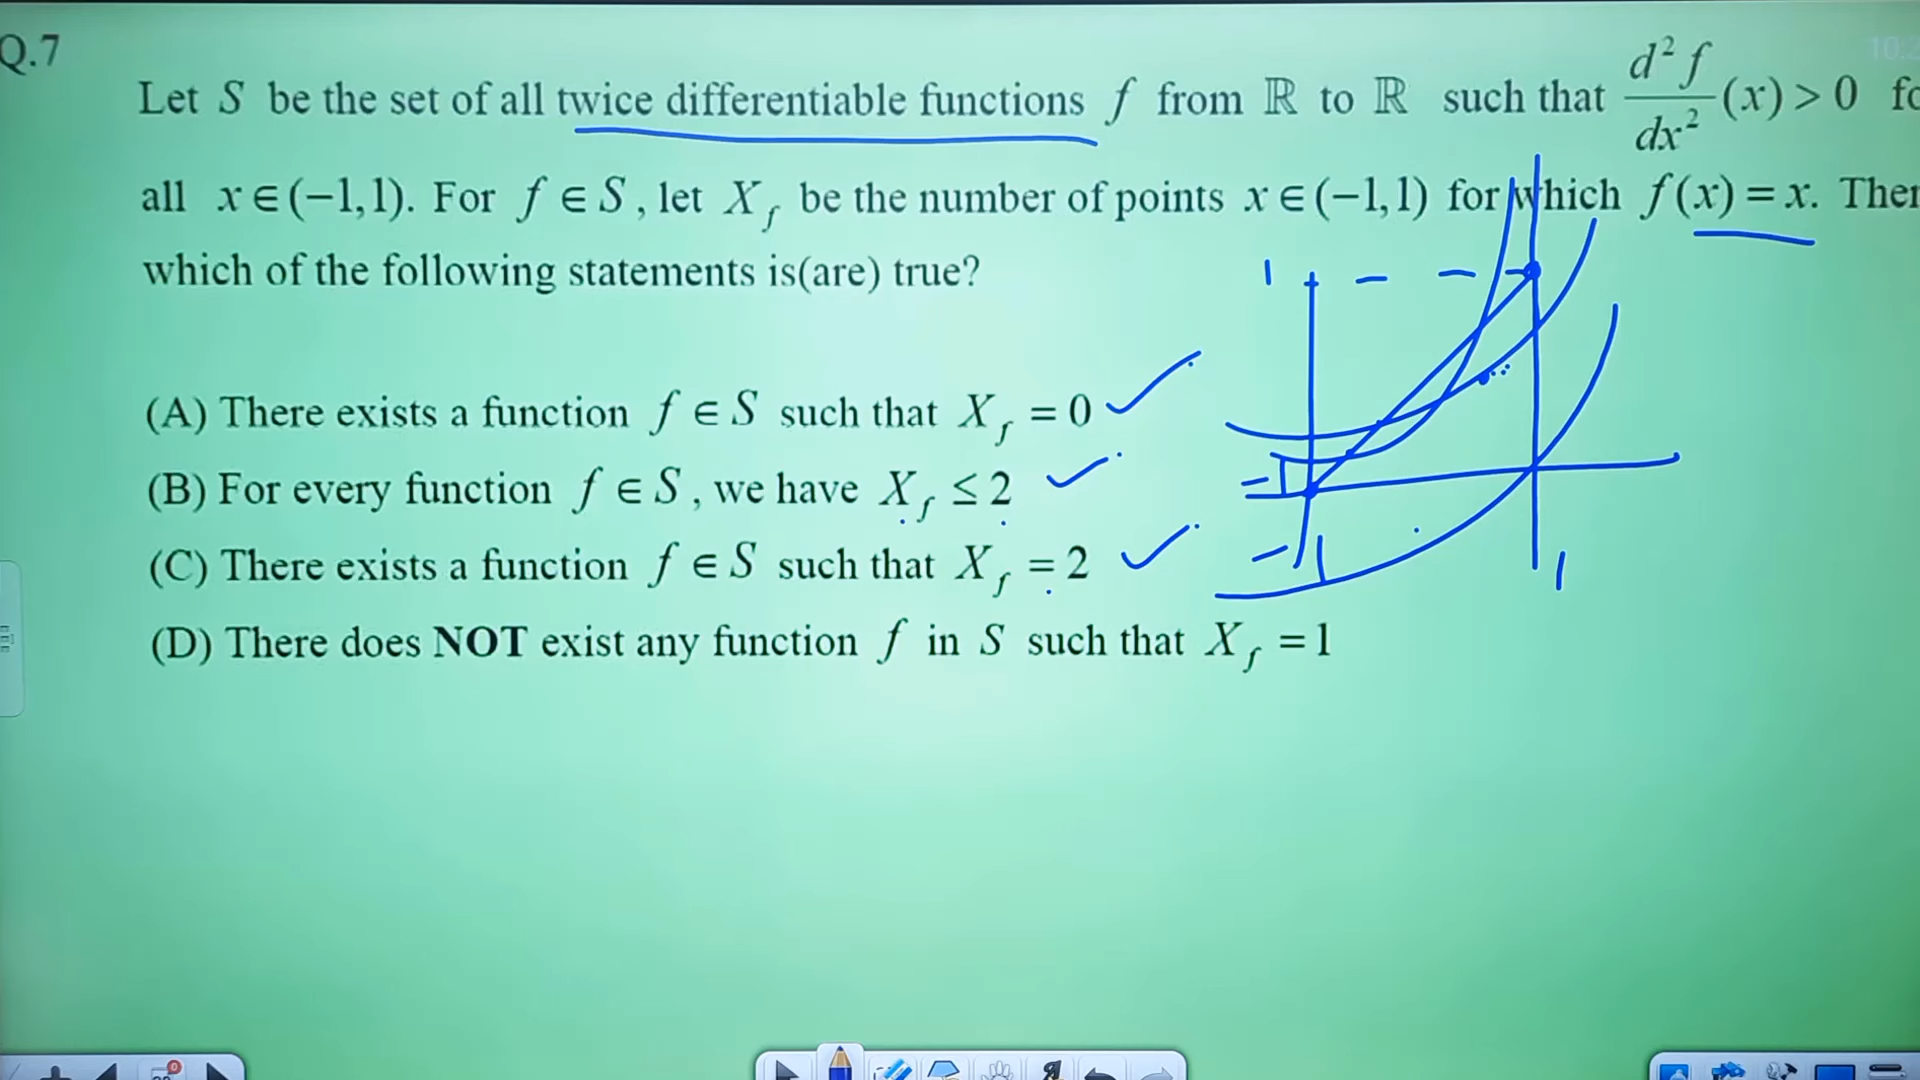 Q.7
Let S be the set of all twice differentiable functions f from ℝ to ℝ such that d²f/dx² (x) > 0 fo
all x ∈ (−1,1). For f ∈ S, let X_f be the number of points x ∈ (−1,1) for which f(x) = x. Then
which of the following statements is(are) true?
1
(A) There exists a function f ∈ S such that X_f = 0
(B) For every function f ∈ S, we have X_f ≤ 2
(C) There exists a function f ∈ S such that X_f = 2
-1
1
(D) There does NOT exist any function f in S such that X_f = 1